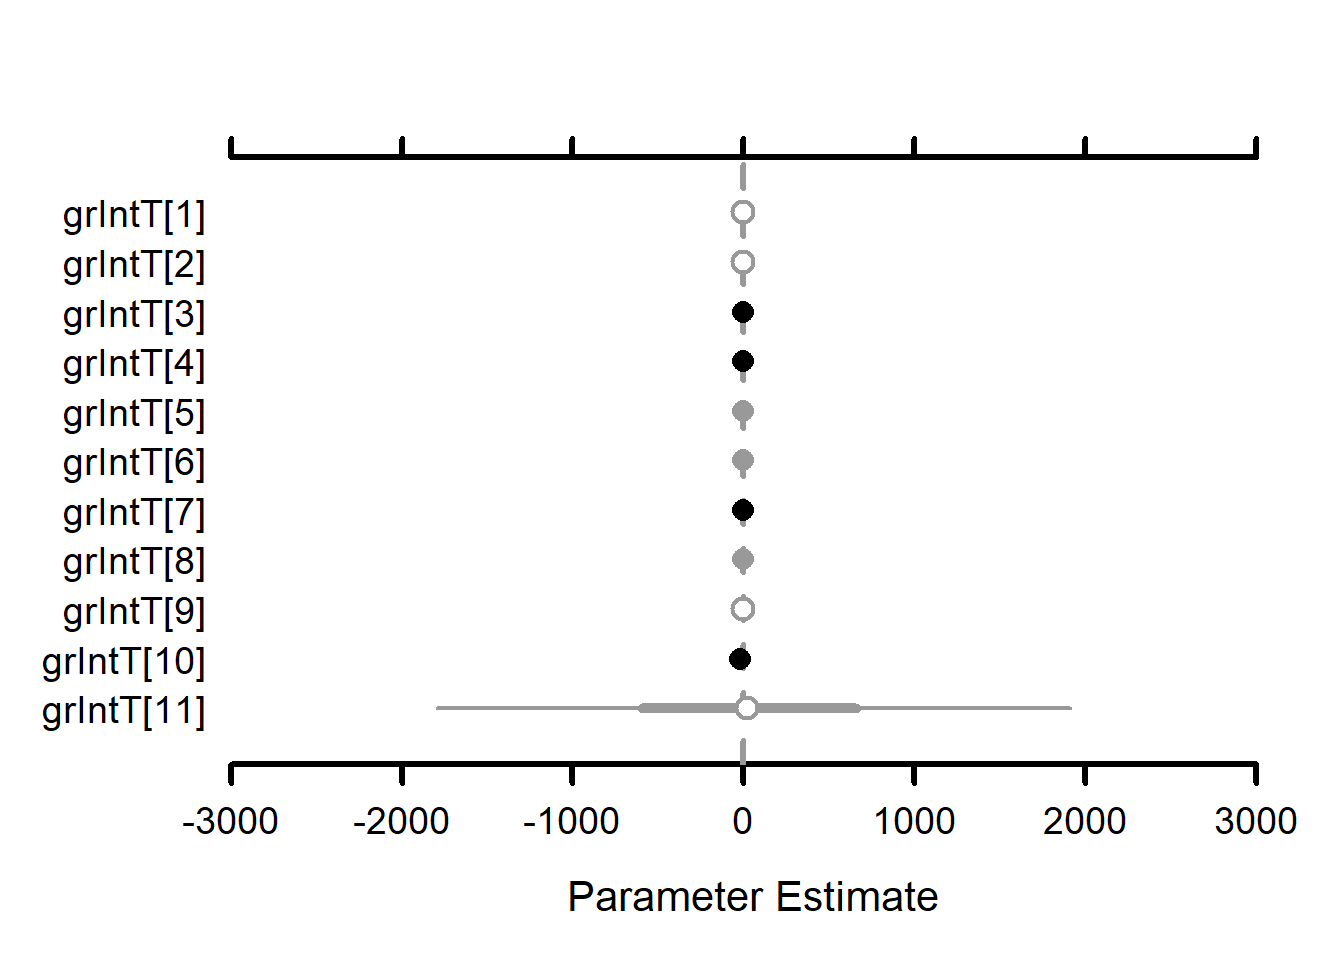 grIntT[1]
grIntT[2]
grIntT[3]
grIntT[4]
grIntT[5]
grIntT[6]
grIntT[7]
grIntT[8]
grIntT[9]
grIntT[10]
grIntT[11]
-3000 -2000 -1000 0 1000 2000 3000
Parameter Estimate